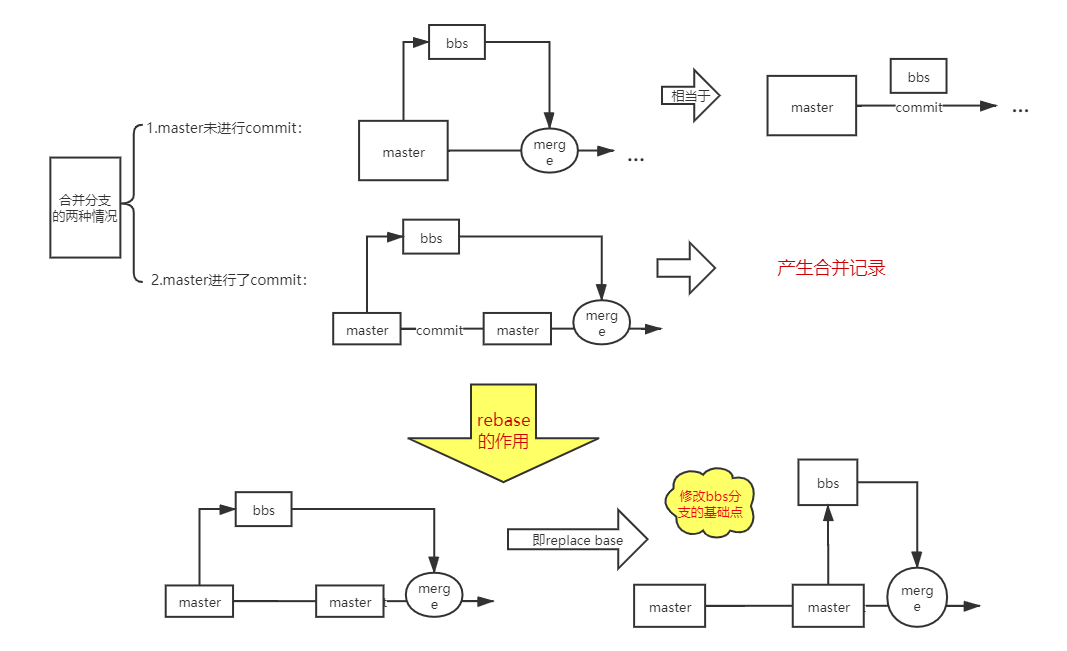 合并分支
的两种情况
1.master未进行commit：
bbs
master
merg
e
...
相当于
master
bbs
commit
...
2.master进行了commit：
bbs
master
commit
master
merg
e
产生合并记录
rebase
的作用
bbs
master
master
merg
e
即replace base
修改bbs分
支的基础点
bbs
master
master
merg
e